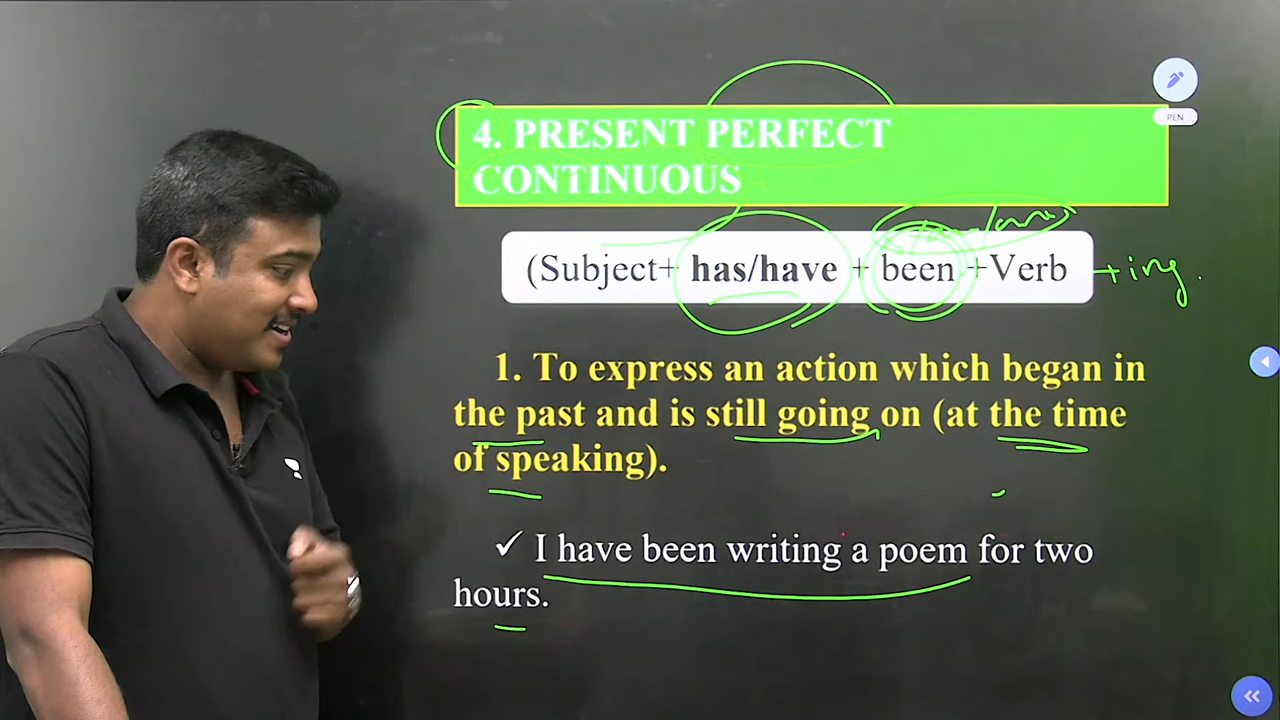 PEN
4. PRESENT PERFECT
CONTINUOUS
(Subject+ has/have + been +Verb +ing.
1. To express an action which began in
the past and is still going on (at the time
of speaking).
✓ I have been writing a poem for two
hours.